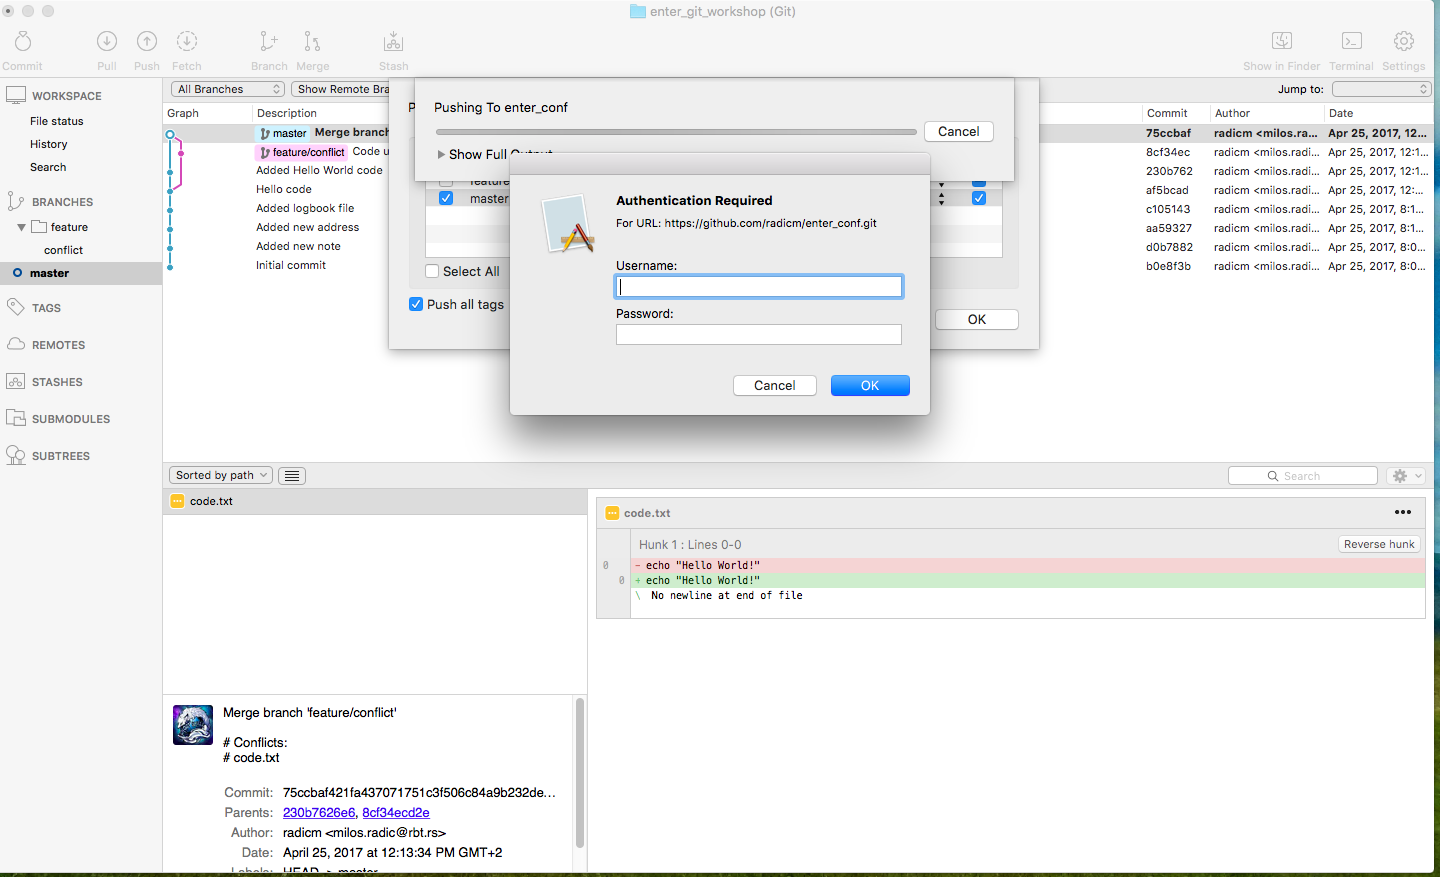 enter_git_workshop (Git)
Commit Pull Push Fetch Branch Merge Stash Show in Finder Terminal Settings
WORKSPACE
File status
History
Search
BRANCHES
feature
conflict
master
TAGS
REMOTES
STASHES
SUBMODULES
SUBTREES
All Branches Show Remote Bra Jump to:
Graph Description Commit Author Date
master Merge branch 75ccbaf radicm <milos.ra... Apr 25, 2017, 12...
feature/conflict Code u 8cf34ec radicm <milos.radi... Apr 25, 2017, 12:1...
Added Hello World code 230b762 radicm <milos.radi... Apr 25, 2017, 12:1...
Hello code af5bcad radicm <milos.radi... Apr 25, 2017, 12:...
Added logbook file c105143 radicm <milos.radi... Apr 25, 2017, 8:1...
Added new address aa59327 radicm <milos.radi... Apr 25, 2017, 8:1...
Added new note d0b7882 radicm <milos.radi... Apr 25, 2017, 8:0...
Initial commit b0e8f3b radicm <milos.radi... Apr 25, 2017, 8:0...
P
Pushing To enter_conf
Cancel
Show Full Output
feature
master
Select All
Push all tags
OK
Authentication Required
For URL: https://github.com/radicm/enter_conf.git
Username:
Password:
Cancel OK
Sorted by path Search
code.txt
Merge branch 'feature/conflict'
# Conflicts:
# code.txt
Commit: 75ccbaf421fa437071751c3f506c84a9b232de...
Parents: 230b7626e6, 8cf34ecd2e
Author: radicm <milos.radic@rbt.rs>
Date: April 25, 2017 at 12:13:34 PM GMT+2
Labels: HEAD -> master
code.txt •••
Hunk 1 : Lines 0-0 Reverse hunk
0 - echo "Hello World!"
0 + echo "Hello World!"
\ No newline at end of file